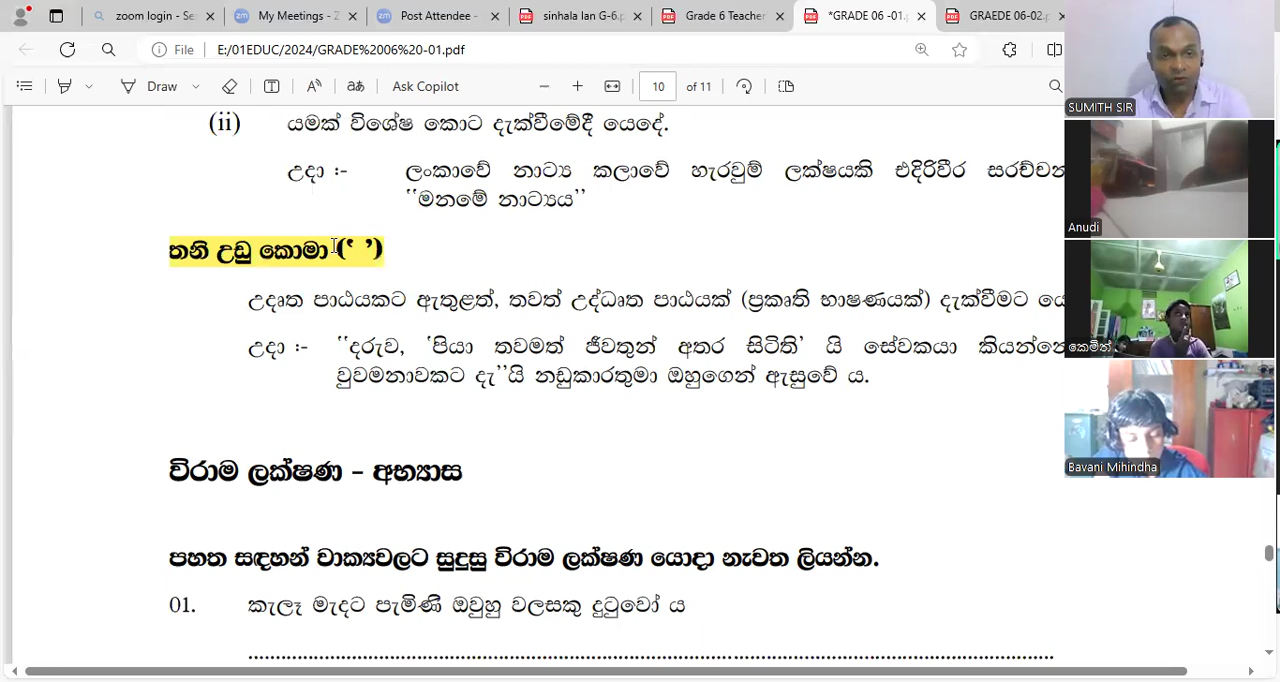 zoom login - Se
My Meetings - Z
Post Attendee -
sinhala lan G-6.p
Grade 6 Teacher
*GRADE 06 -01.p
GRAEDE 06-02.p
File E:/01EDUC/2024/GRADE%2006%20-01.pdf
Draw Ask Copilot 10 of 11
SUMITH SIR
(ii) යමක් විශේෂ කොට දැක්වීමේදී යෙදේ.
උදා :- ලංකාවේ නාට්‍ය කලාවේ හැරවුම් ලක්ෂයකි එදිරිවීර සරච්චන
‘‘මනමේ නාට්‍යය’’
Anudi
තනි උඩු කොමා (‘ ’)
උදෘත පාඨයකට ඇතුළත්, තවත් උද්ධෘත පාඨයක් (ප්‍රකෘති භාෂණයක්) දැක්වීමට යෙ
උදා :- ‘‘දරුව, ‘පියා තවමත් ජීවතුන් අතර සිටිති’ යි සේවකයා කියන්නෙ
කෙමිත්
වුවමනාවකට දැ’’යි නඩුකාරතුමා ඔහුගෙන් ඇසුවේ ය.
Bavani Mihindha
විරාම ලක්ෂණ – අභ්‍යාස
පහත සඳහන් වාක්‍යවලට සුදුසු විරාම ලක්ෂණ යොදා නැවත ලියන්න.
01. කැලෑ මැදට පැමිණි ඔවුහු වලසකු දුටුවෝ ය